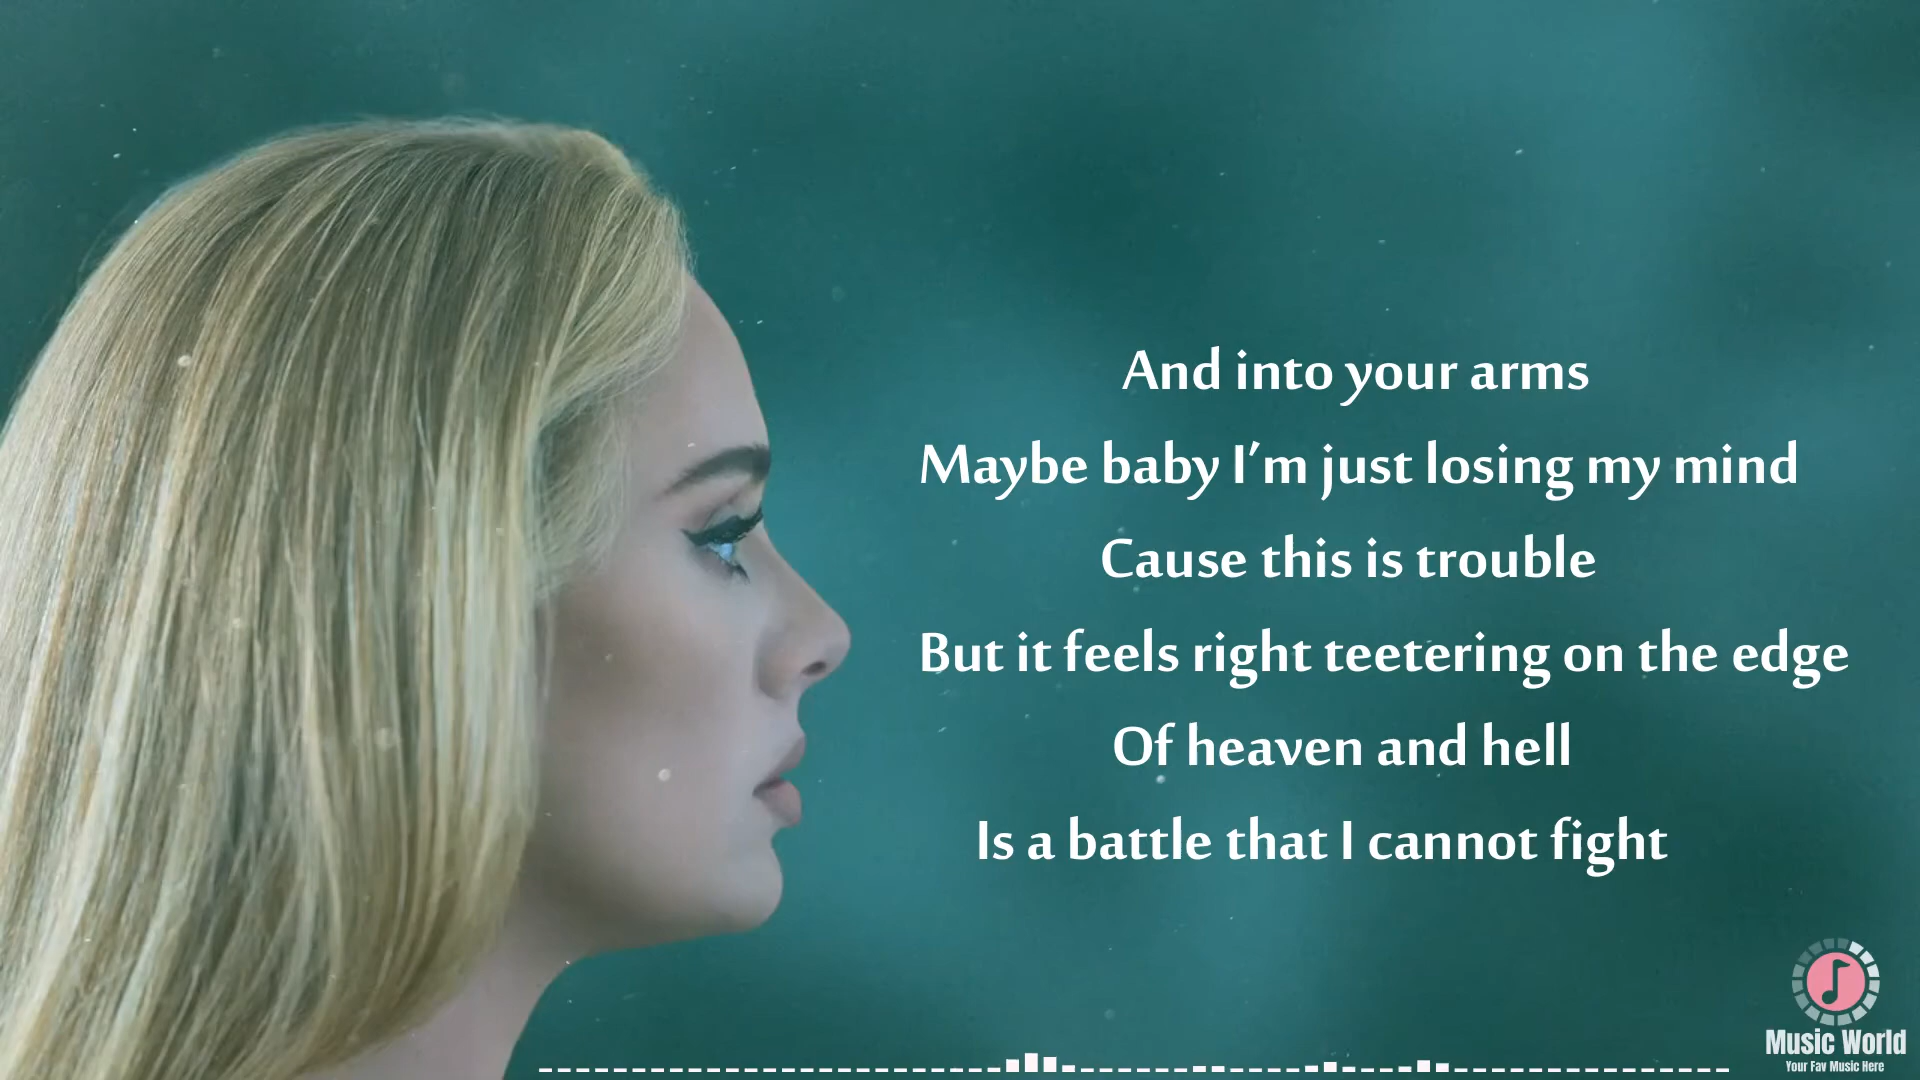 And into your arms
Maybe baby I'm just losing my mind
Cause this is trouble
But it feels right teetering on the edge
Of heaven and hell
Is a battle that I cannot fight
Music World
Your Fav Music Here